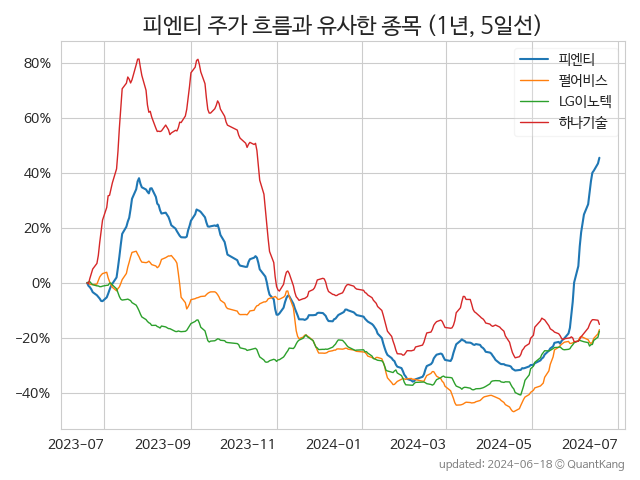 피엔티 주가 흐름과 유사한 종목 (1년, 5일선)
피엔티
펄어비스
LG이노텍
하나기술
80%
60%
40%
20%
0%
−20%
−40%
2023-07
2023-09
2023-11
2024-01
2024-03
2024-05
2024-07
updated: 2024-06-18 © QuantKang